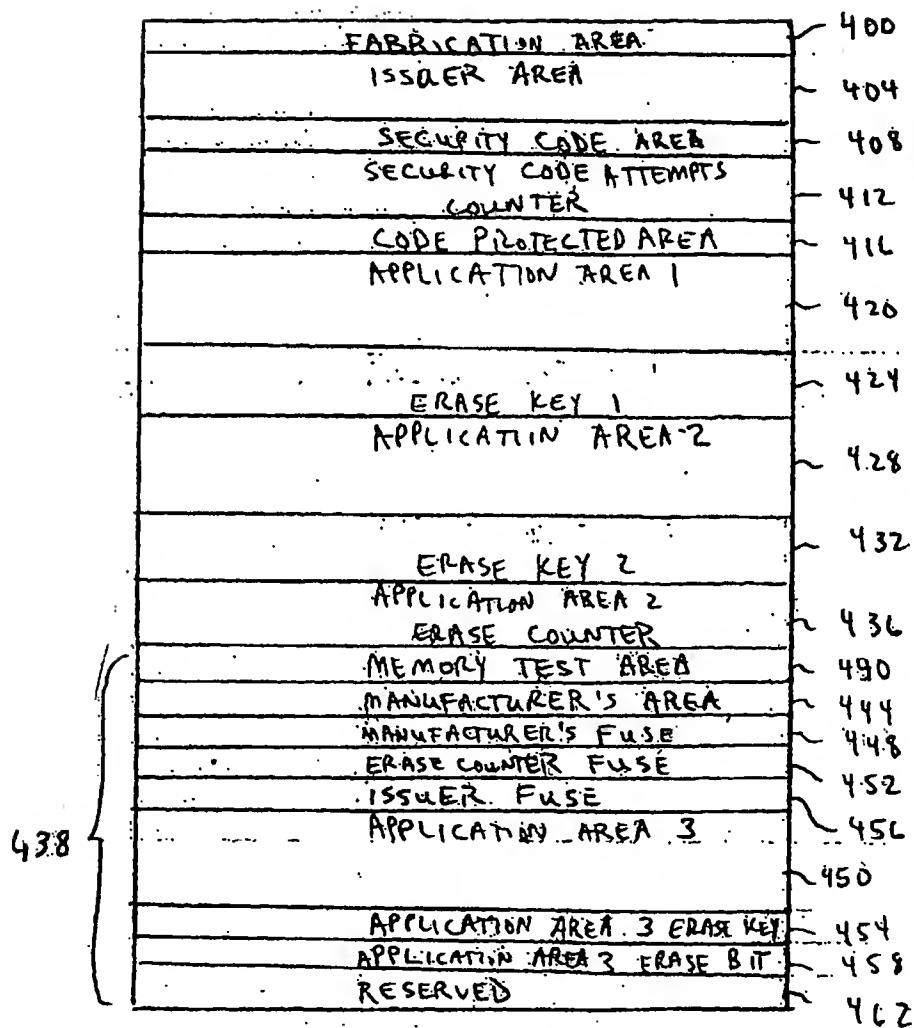 FABRICATION AREA 400
ISSUER AREA 404
SECURITY CODE AREA 408
SECURITY CODE ATTEMPTS
COUNTER 412
CODE PROTECTED AREA 416
APPLICATION AREA 1
420
424
ERASE KEY 1
APPLICATION AREA 2
428
432
ERASE KEY 2
APPLICATION AREA 2
ERASE COUNTER 436
MEMORY TEST AREA 490
MANUFACTURER'S AREA 444
MANUFACTURER'S FUSE 448
ERASE COUNTER FUSE 452
ISSUER FUSE 456
APPLICATION AREA 3
438
450
APPLICATION AREA 3 ERASE KEY 454
APPLICATION AREA 3 ERASE BIT 458
RESERVED 462